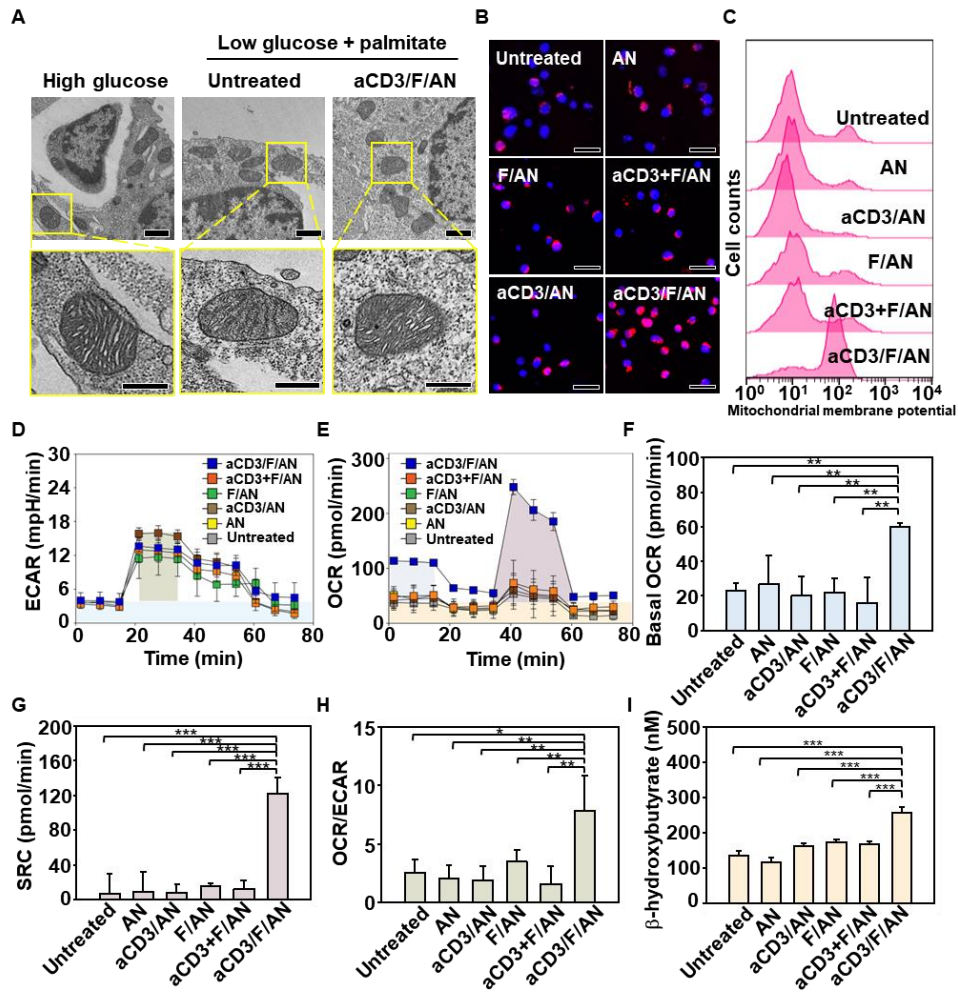 A
Low glucose + palmitate
High glucose
Untreated
aCD3/F/AN
B
Untreated
AN
F/AN
aCD3+F/AN
aCD3/AN
aCD3/F/AN
C
Cell counts
Untreated
AN
aCD3/AN
F/AN
aCD3+F/AN
aCD3/F/AN
10⁰ 10¹ 10² 10³ 10⁴
Mitochondrial membrane potential
D
ECAR (mpH/min)
30
24
18
12
6
0
aCD3/F/AN
aCD3+F/AN
F/AN
aCD3/AN
AN
Untreated
0 20 40 60 80
Time (min)
E
OCR (pmol/min)
300
200
100
0
aCD3/F/AN
aCD3+F/AN
F/AN
aCD3/AN
AN
Untreated
0 20 40 60 80
Time (min)
F
Basal OCR (pmol/min)
100
80
60
40
20
0
**
**
**
**
**
Untreated
AN
aCD3/AN
F/AN
aCD3+F/AN
aCD3/F/AN
G
SRC (pmol/min)
200
160
120
80
40
0
***
***
***
***
***
Untreated
AN
aCD3/AN
F/AN
aCD3+F/AN
aCD3/F/AN
H
OCR/ECAR
15
10
5
0
*
**
**
**
**
Untreated
AN
aCD3/AN
F/AN
aCD3+F/AN
aCD3/F/AN
I
β-hydroxybutyrate (nM)
500
400
300
200
100
0
***
***
***
***
***
Untreated
AN
aCD3/AN
F/AN
aCD3+F/AN
aCD3/F/AN